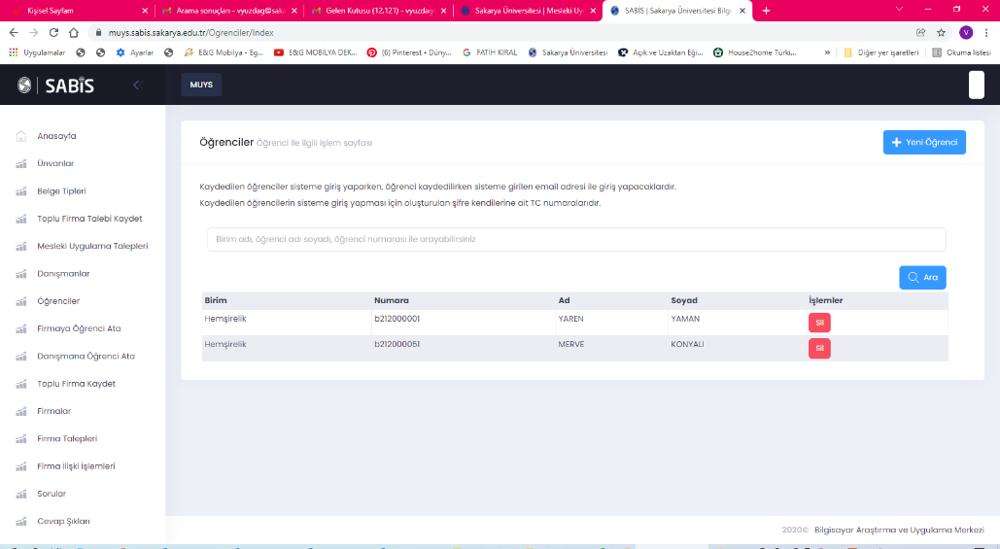 Kişisel Sayfam
Arama sonuçları - vyuzdag@saka
Gelen Kutusu (12.121) - vyuzdag
Sakarya Üniversitesi | Mesleki Uy
SABİS | Sakarya Üniversitesi Bilg
muys.sabis.sakarya.edu.tr/Ogrenciler/Index
V
Uygulamalar
Ayarlar
E&G Mobilya - Eg...
E&G MOBİLYA DEK...
(6) Pinterest • Düny...
FATİH KIRAL
Sakarya Üniversitesi
Açık ve Uzaktan Eği...
House2home Türki...
»
Diğer yer işaretleri
Okuma listesi
SABİS
MUYS
Anasayfa
Ünvanlar
Belge Tipleri
Toplu Firma Talebi Kaydet
Mesleki Uygulama Talepleri
Danışmanlar
Öğrenciler
Firmaya Öğrenci Ata
Danışmana Öğrenci Ata
Toplu Firma Kaydet
Firmalar
Firma Talepleri
Firma İlişki İşlemleri
Sorular
Cevap Şıkları
Öğrenciler Öğrenci ile ilgili işlem sayfası
Yeni Öğrenci
Kaydedilen öğrenciler sisteme giriş yaparken, öğrenci kaydedilirken sisteme girilen email adresi ile giriş yapacaklardır.
Kaydedilen öğrencilerin sisteme giriş yapması için oluşturulan şifre kendilerine ait TC numaralarıdır.
Birim adı, öğrenci adı soyadı, öğrenci numarası ile arayabilirsiniz
Ara
Birim Numara Ad Soyad İşlemler
Hemşirelik b212000001 YAREN YAMAN Sil
Hemşirelik b212000051 MERVE KONYALI Sil
2020© Bilgisayar Araştırma ve Uygulama Merkezi